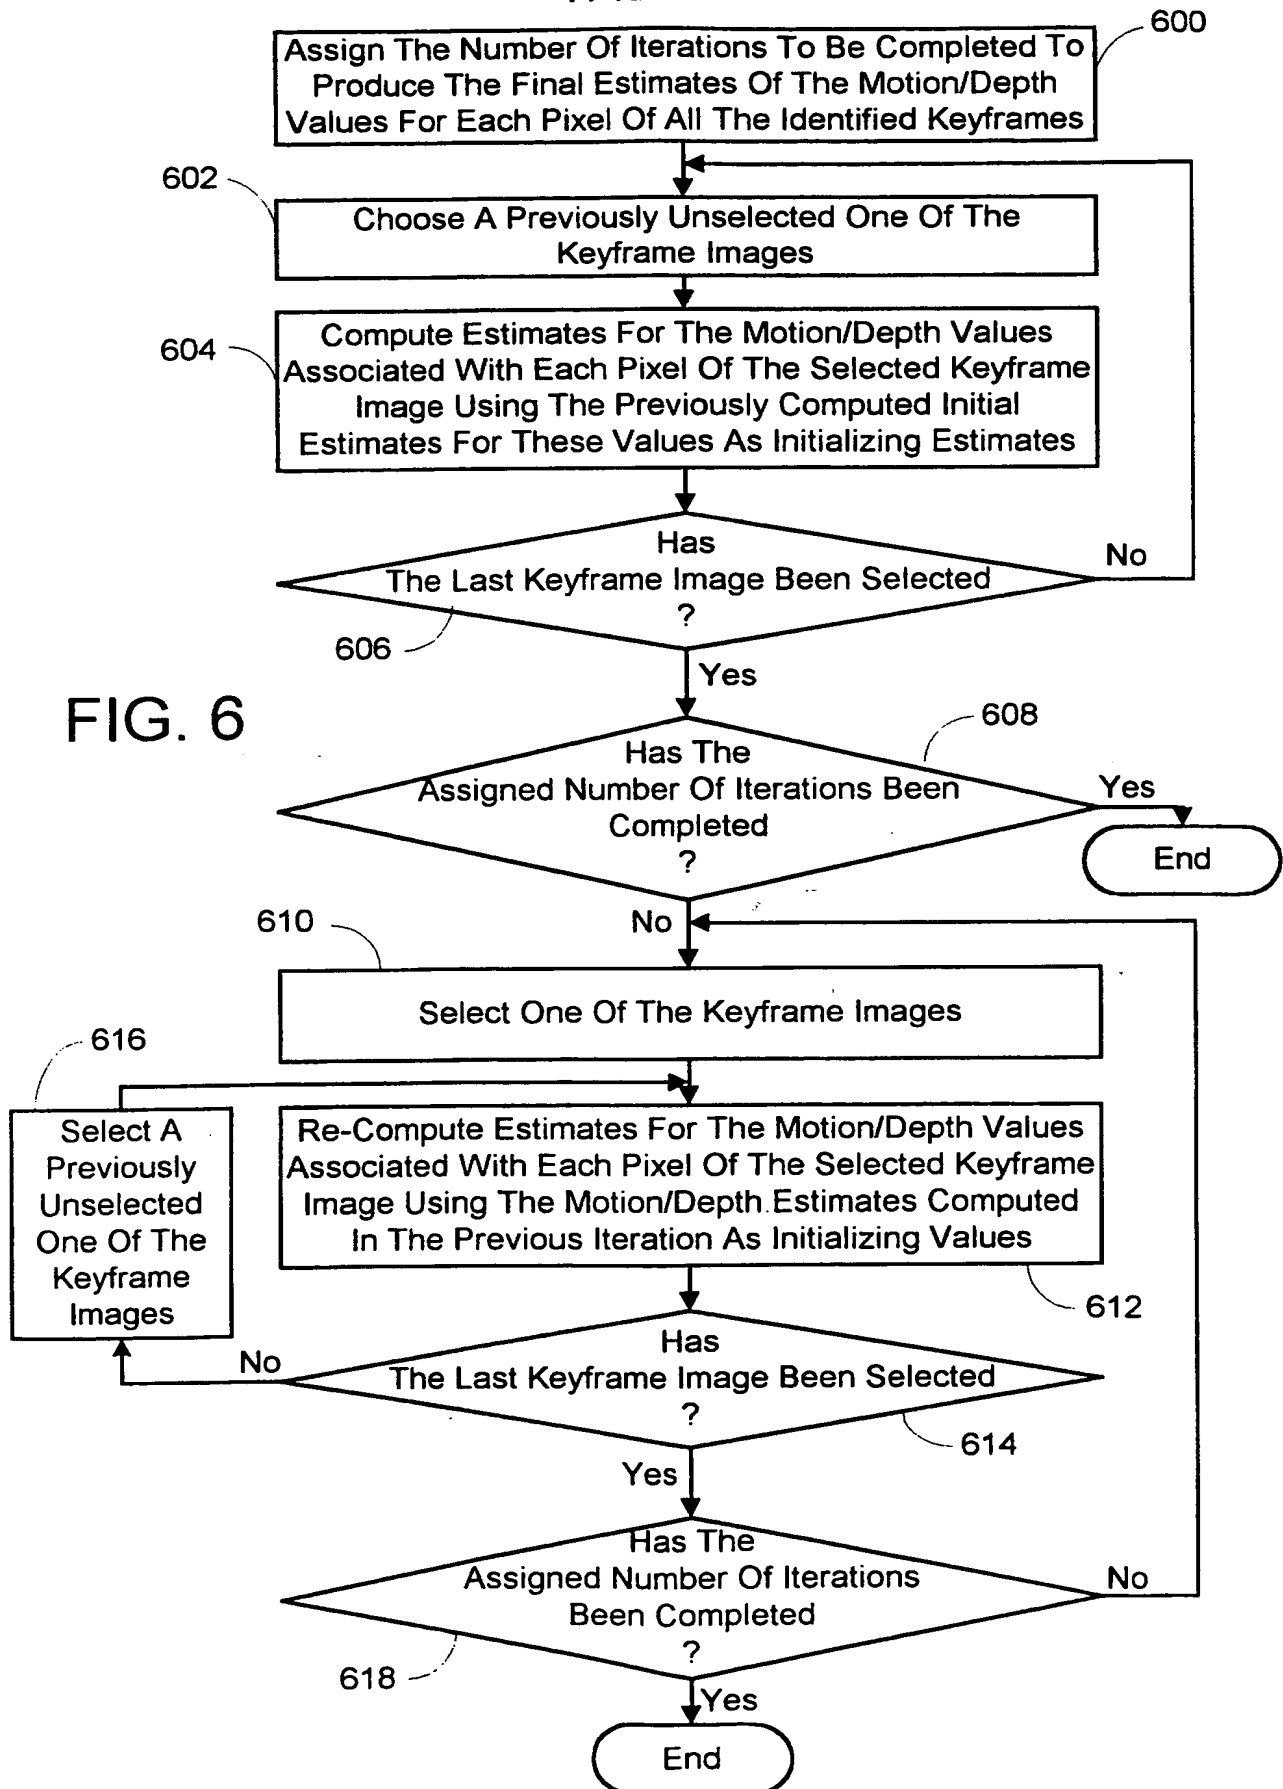 600
Assign The Number Of Iterations To Be Completed To
Produce The Final Estimates Of The Motion/Depth
Values For Each Pixel Of All The Identified Keyframes
602
Choose A Previously Unselected One Of The
Keyframe Images
604
Compute Estimates For The Motion/Depth Values
Associated With Each Pixel Of The Selected Keyframe
Image Using The Previously Computed Initial
Estimates For These Values As Initializing Estimates
Has
The Last Keyframe Image Been Selected
?
No
606
Yes
FIG. 6
608
Has The
Assigned Number Of Iterations Been
Completed
?
Yes
End
No
610
Select One Of The Keyframe Images
616
Select A
Previously
Unselected
One Of The
Keyframe
Images
Re-Compute Estimates For The Motion/Depth Values
Associated With Each Pixel Of The Selected Keyframe
Image Using The Motion/Depth Estimates Computed
In The Previous Iteration As Initializing Values
612
No
Has
The Last Keyframe Image Been Selected
?
614
Yes
Has The
Assigned Number Of Iterations
Been Completed
?
No
618
Yes
End